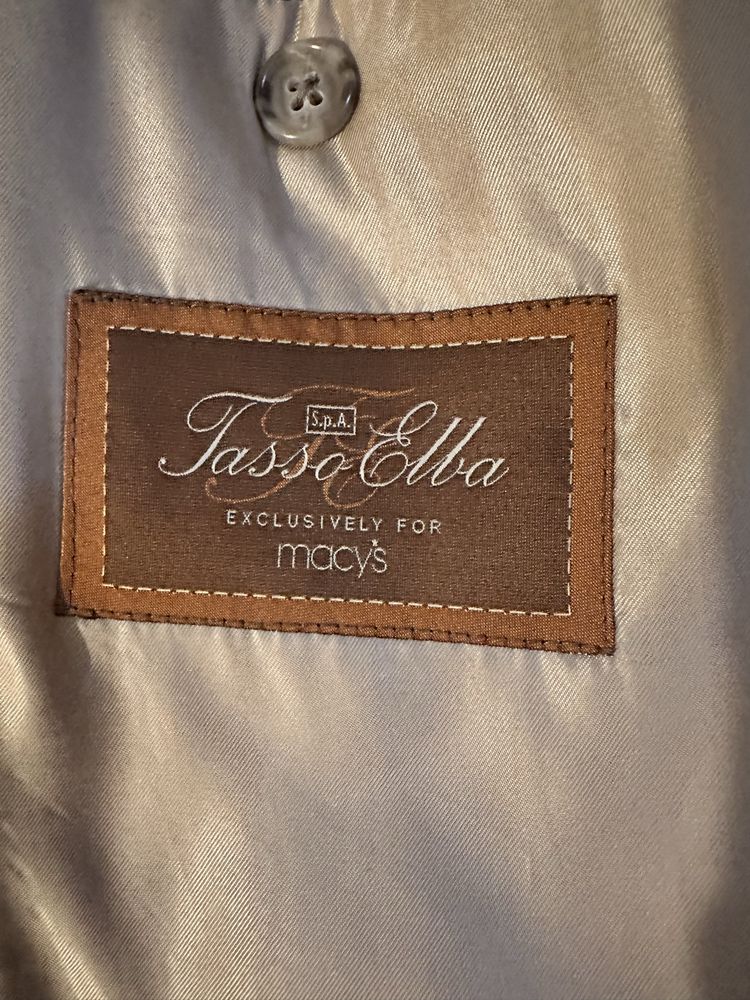 S.p.A.
Tasso Elba
EXCLUSIVELY FOR
macy's